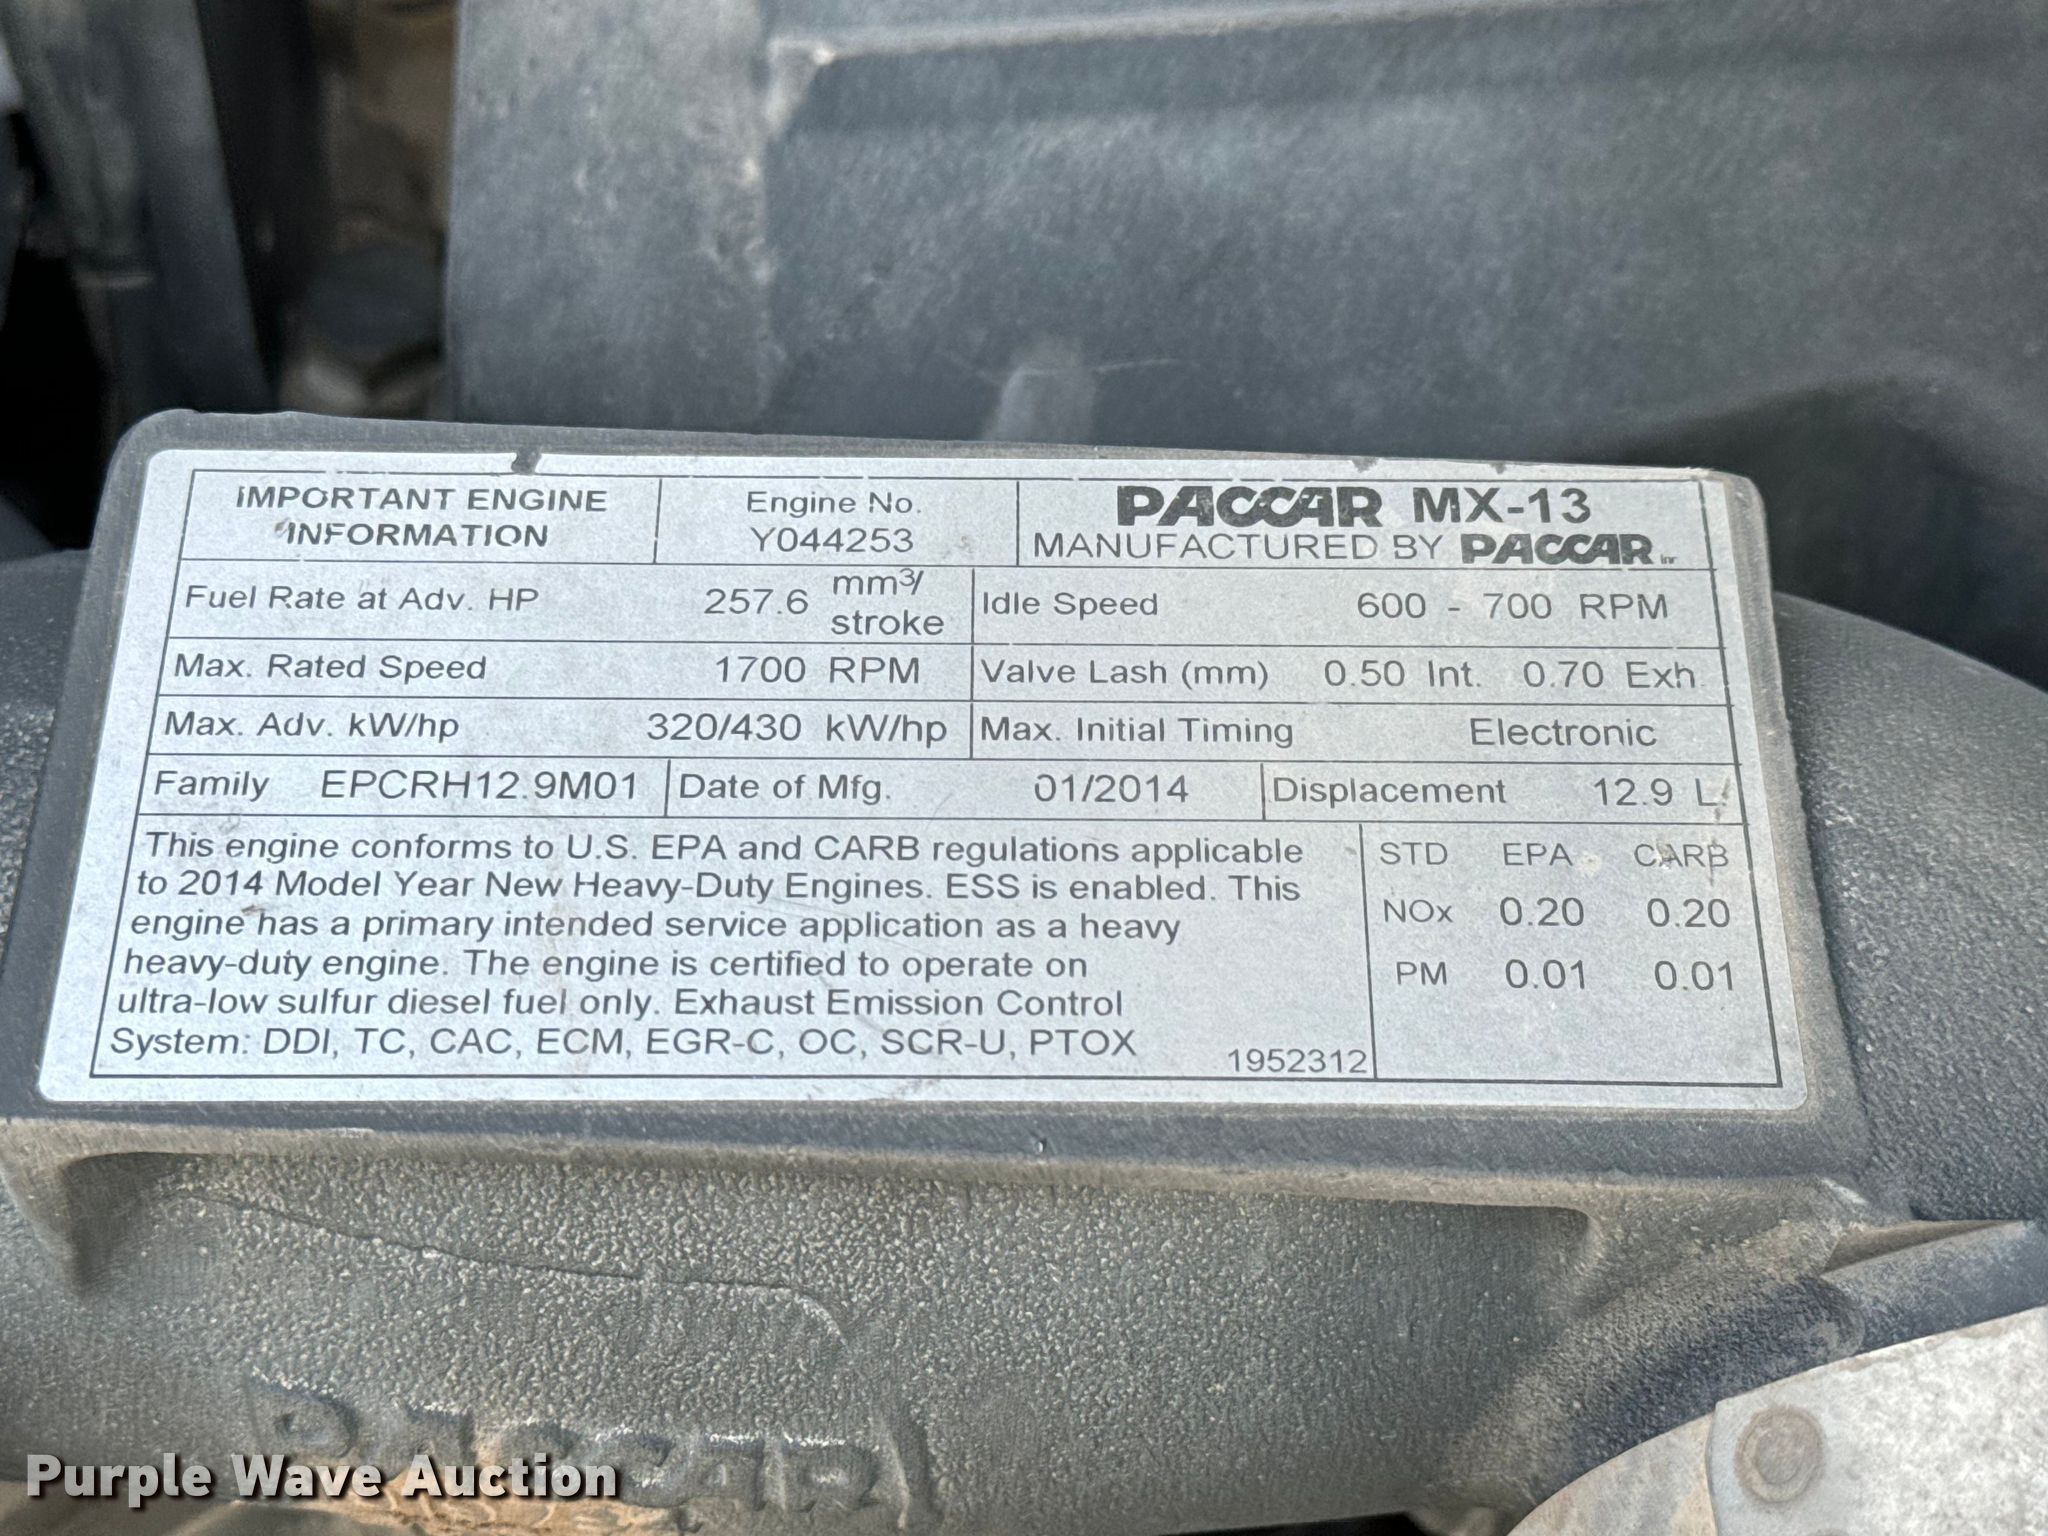 IMPORTANT ENGINE
INFORMATION
Engine No.
Y044253
PACCAR MX-13
MANUFACTURED BY PACCAR
Fuel Rate at Adv. HP 257.6 mm³/
stroke
Idle Speed 600 - 700 RPM
Max. Rated Speed 1700 RPM
Valve Lash (mm) 0.50 Int. 0.70 Exh.
Max. Adv. kW/hp 320/430 kW/hp
Max. Initial Timing Electronic
Family EPCRH12.9M01
Date of Mfg. 01/2014
Displacement 12.9 L
This engine conforms to U.S. EPA and CARB regulations applicable
to 2014 Model Year New Heavy-Duty Engines. ESS is enabled. This
engine has a primary intended service application as a heavy
heavy-duty engine. The engine is certified to operate on
ultra-low sulfur diesel fuel only. Exhaust Emission Control
System: DDI, TC, CAC, ECM, EGR-C, OC, SCR-U, PTOX
1952312
STD EPA CARB
NOx 0.20 0.20
PM 0.01 0.01
PACCAR
Purple Wave Auction